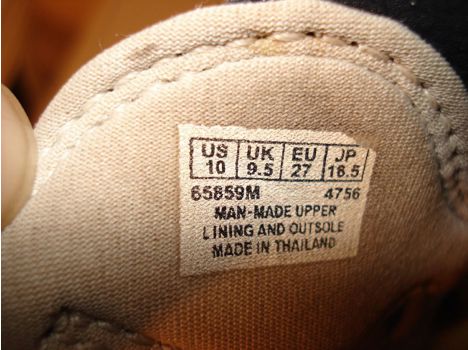 US UK EU JP
10 9.5 27 16.5
65859M 4756
MAN-MADE UPPER
LINING AND OUTSOLE
MADE IN THAILAND